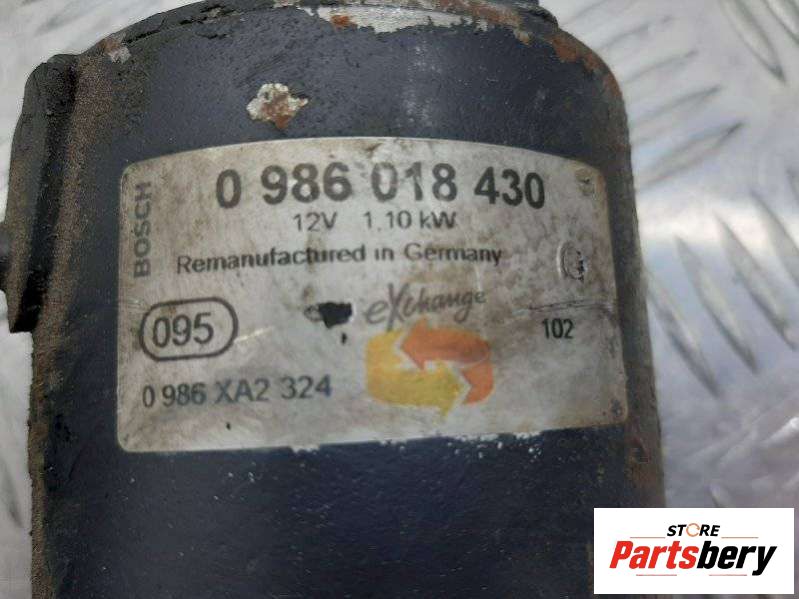 BOSCH
0 986 018 430
12V 1,10 kW
Remanufactured in Germany
eXchange
095
102
0 986 XA2 324
STORE
Partsbery